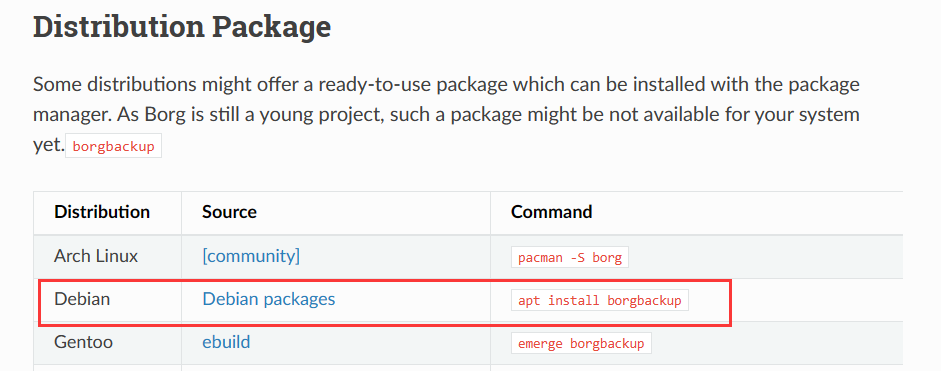 Distribution Package
Some distributions might offer a ready-to-use package which can be installed with the package
manager. As Borg is still a young project, such a package might be not available for your system
yet. borgbackup
Distribution Source Command
Arch Linux [community] pacman -S borg
Debian Debian packages apt install borgbackup
Gentoo ebuild emerge borgbackup